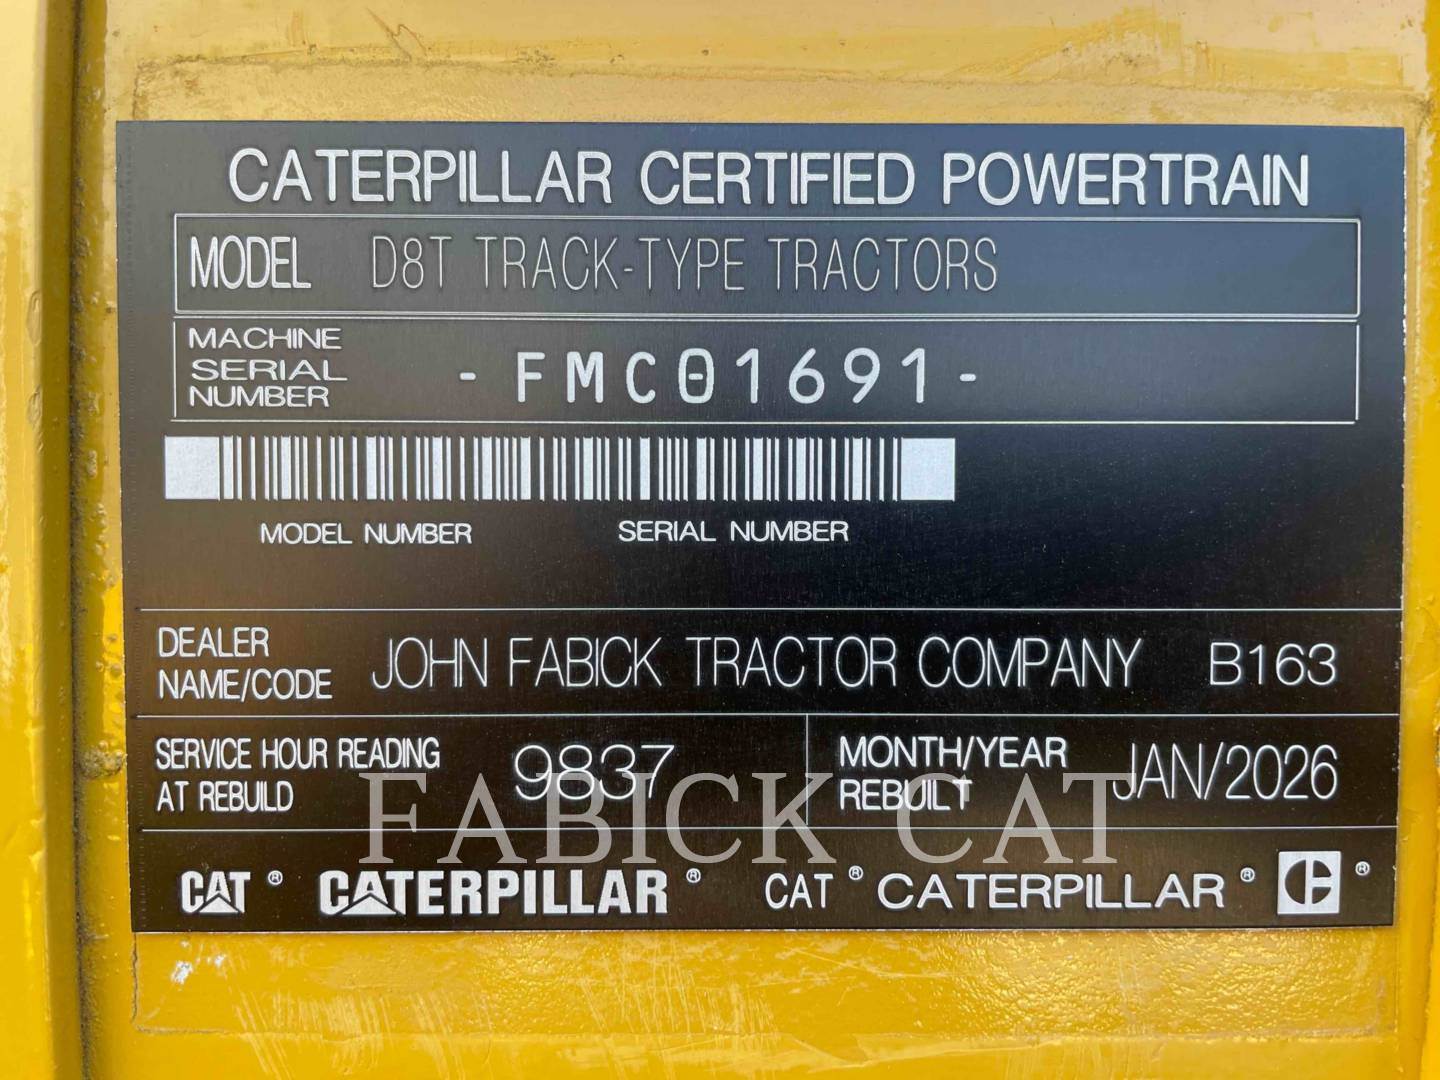 CATERPILLAR CERTIFIED POWERTRAIN
MODEL D8T TRACK-TYPE TRACTORS
MACHINE
SERIAL
NUMBER
-FMC01691-
MODEL NUMBER SERIAL NUMBER
DEALER
NAME/CODE
JOHN FABICK TRACTOR COMPANY B163
SERVICE HOUR READING
AT REBUILD
9837
MONTH/YEAR
REBUILT
JAN/2026
FABICK CAT
CAT ® CATERPILLAR ® CAT ® CATERPILLAR ® C ®